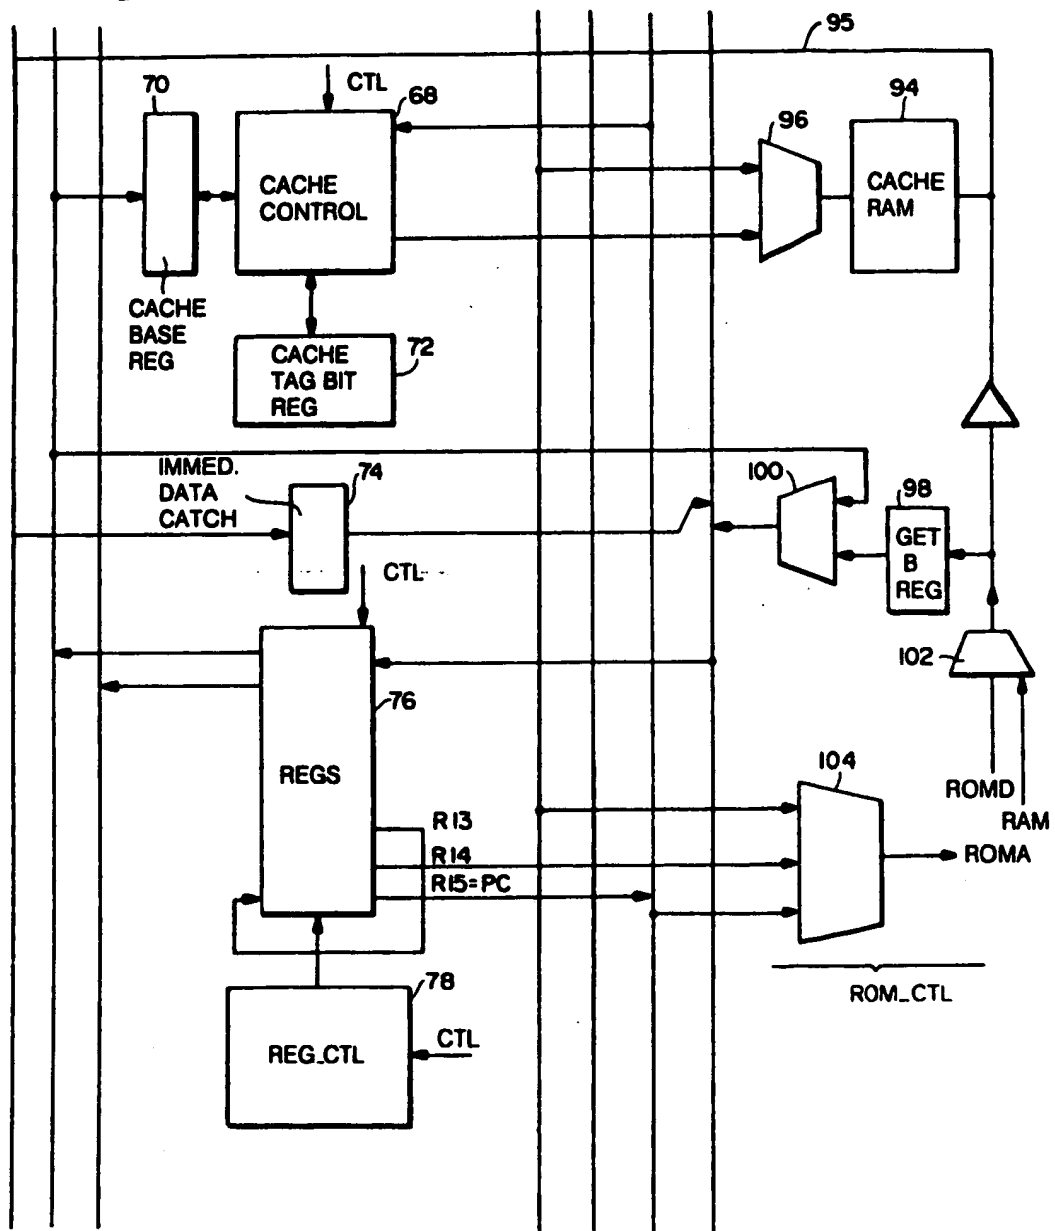 95
70
CTL
68
94
96
CACHE
CONTROL
CACHE
RAM
CACHE
BASE
REG
72
CACHE
TAG BIT
REG
IMMED.
DATA
CATCH
74
100
98
GET
B
REG
CTL
102
76
REGS
104
ROMD
RAM
R13
R14
ROMA
R15=PC
78
ROM_CTL
REG_CTL
CTL